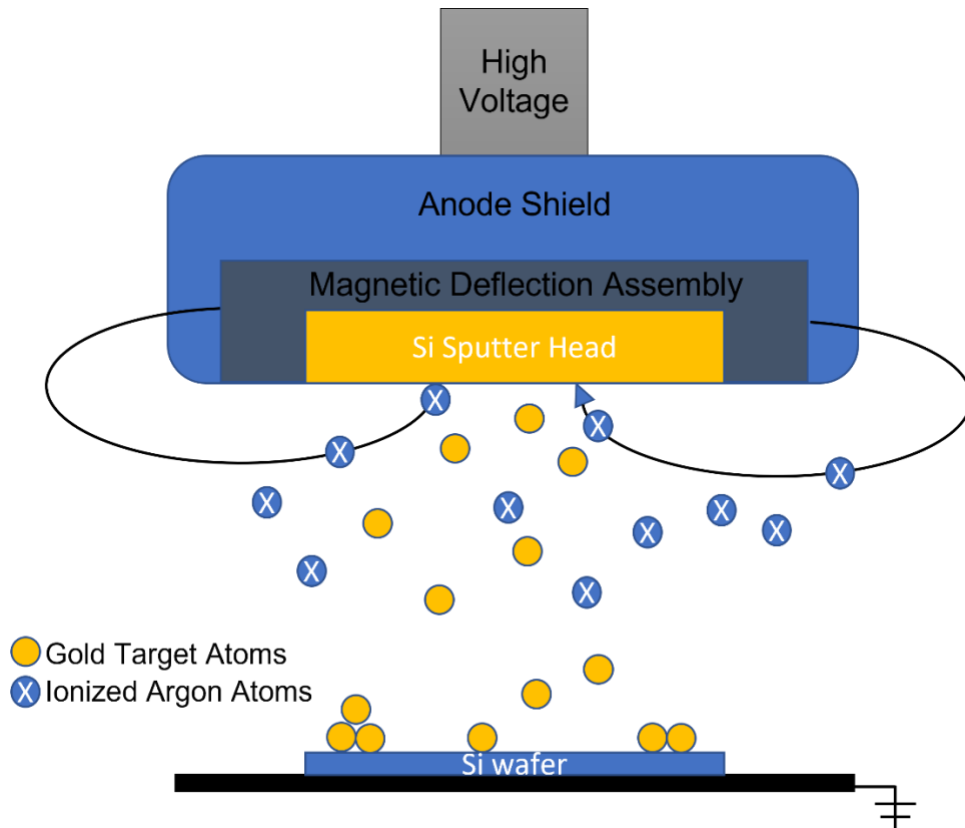 High
Voltage
Anode Shield
Magnetic Deflection Assembly
Si Sputter Head
X
X
X
X
X
X
X
X
X
X
X
Gold Target Atoms
X Ionized Argon Atoms
Si wafer